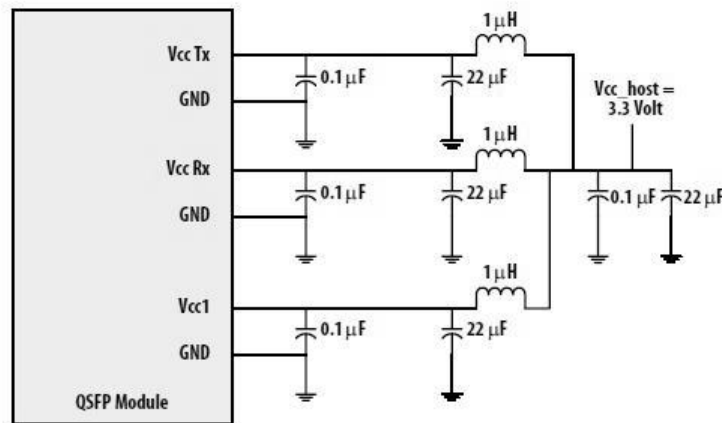 1 μH
Vcc Tx
0.1 μF
22 μF
GND
Vcc_host =
3.3 Volt
1 μH
Vcc Rx
0.1 μF
22 μF
0.1 μF
22 μF
GND
1 μH
Vcc1
0.1 μF
22 μF
GND
QSFP Module